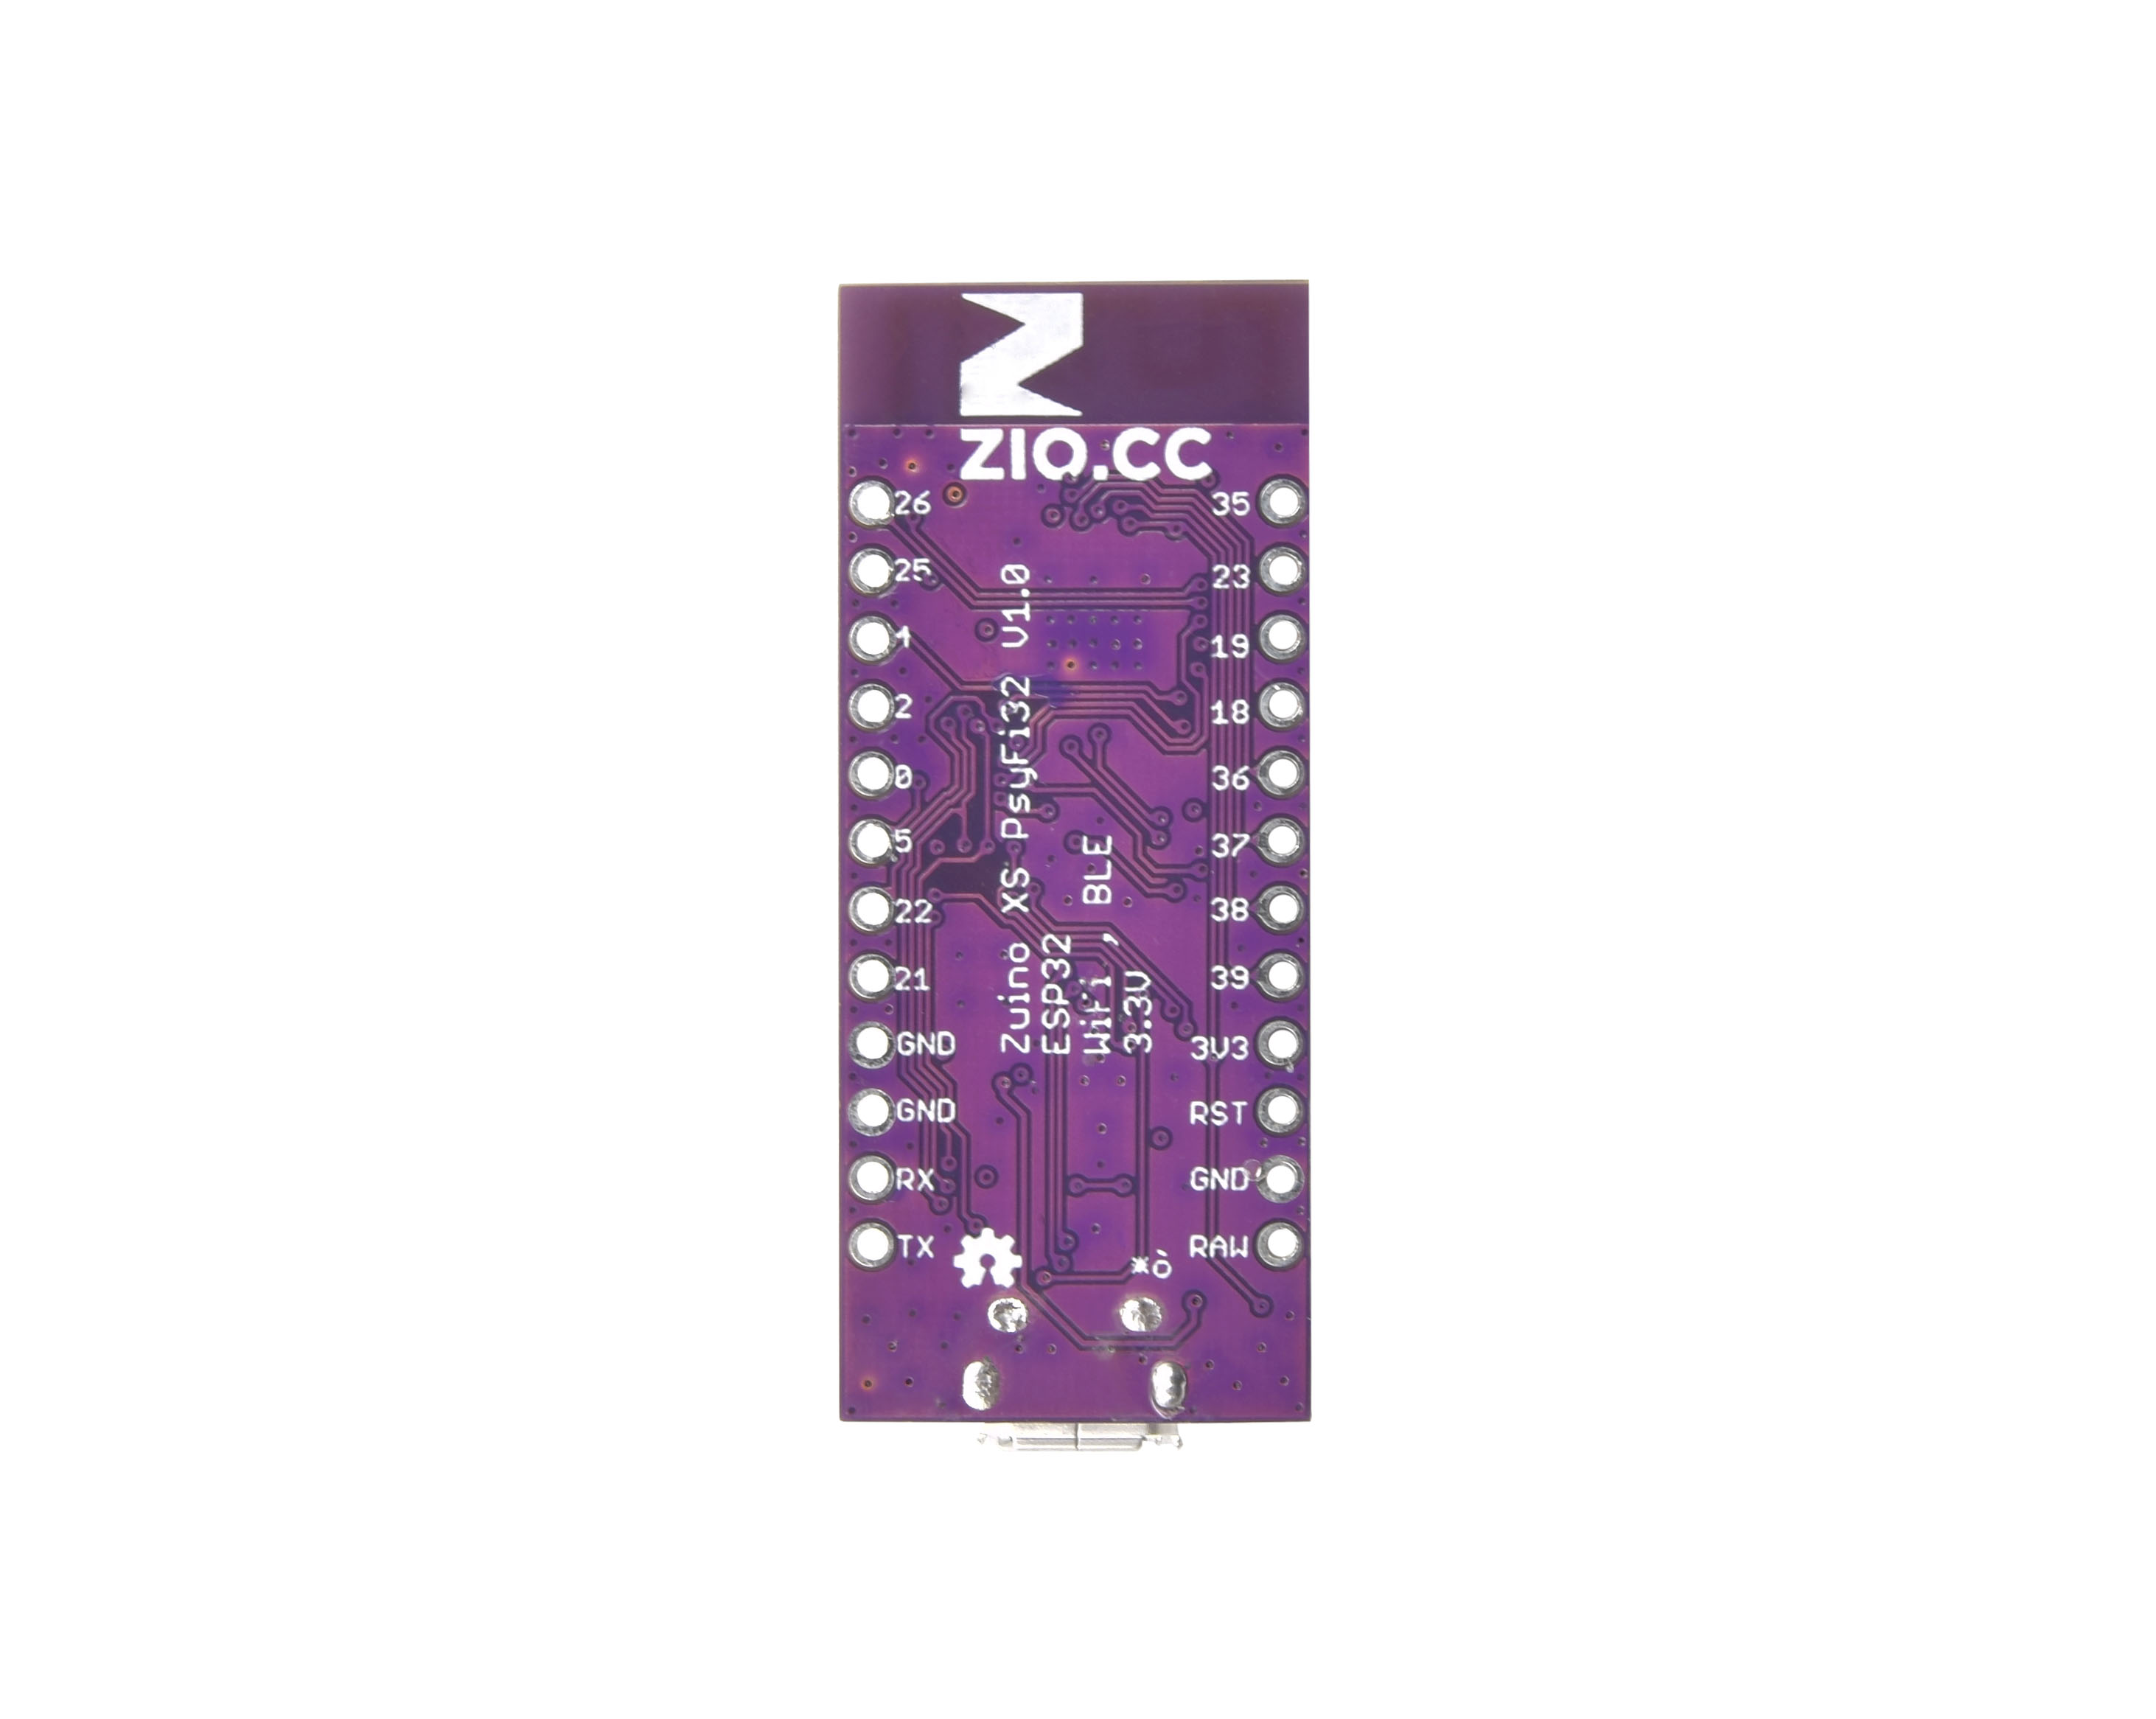 ZIO.CC
26
25
4
2
0
5
22
21
GND
GND
RX
TX
35
23
19
18
36
37
38
39
3V3
RST
GND
RAW
Zuino XS PsyFi32 V1.0
ESP32
WiFi, BLE
3.3V